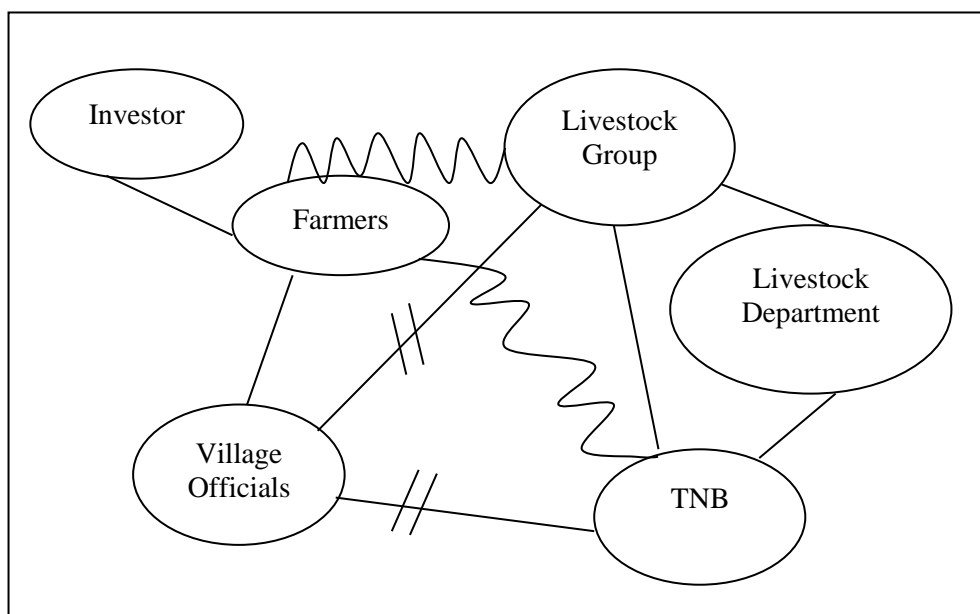 Investor
Livestock
Group
Farmers
Livestock
Department
Village
Officials
TNB